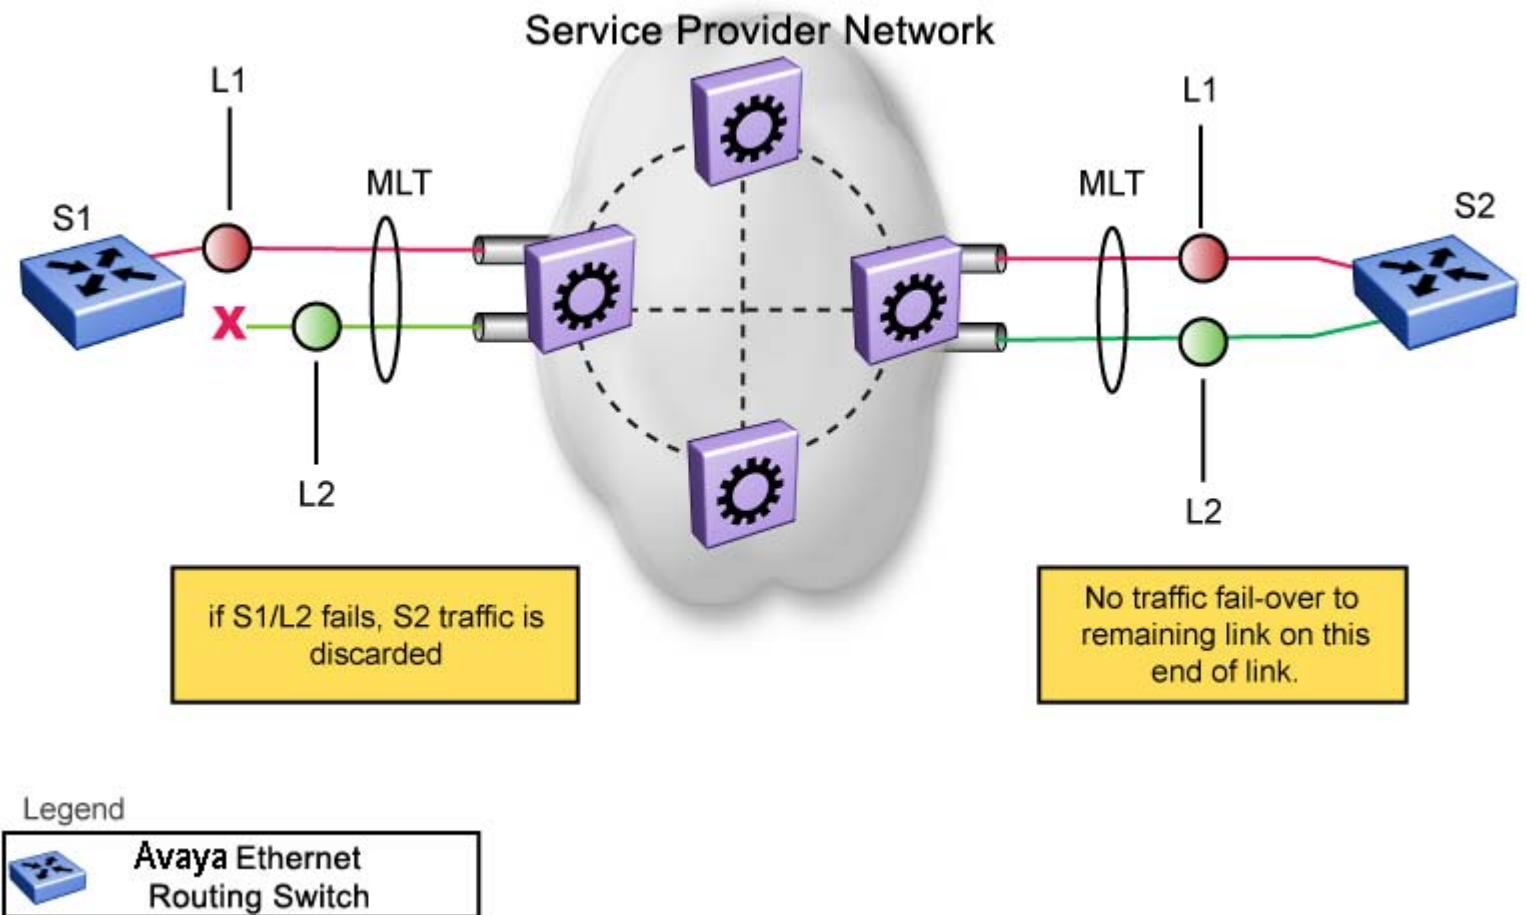 Service Provider Network
L1
L1
MLT
MLT
S1
S2
X
L2
L2
if S1/L2 fails, S2 traffic is
discarded
No traffic fail-over to
remaining link on this
end of link.
Legend
Avaya Ethernet
Routing Switch